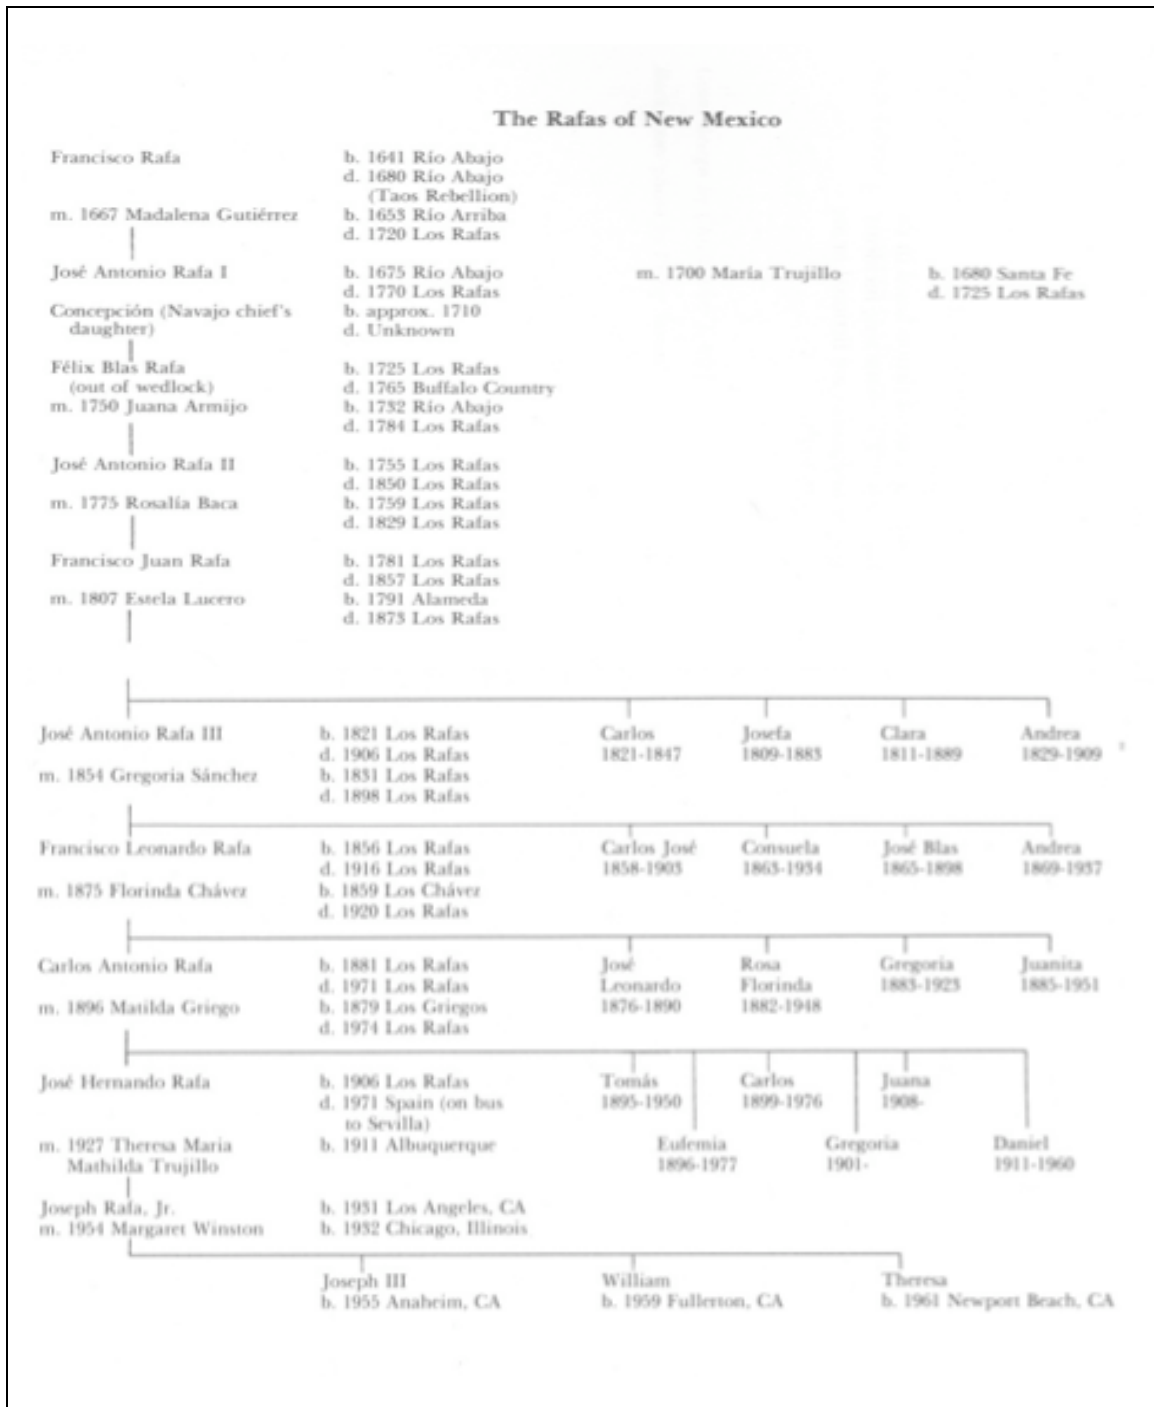 The Rafas of New Mexico
Francisco Rafa b. 1641 Río Abajo
d. 1680 Río Abajo
(Taos Rebellion)
m. 1667 Madalena Gutiérrez b. 1653 Río Arriba
d. 1720 Los Rafas
José Antonio Rafa I b. 1675 Río Abajo m. 1700 María Trujillo b. 1680 Santa Fe
d. 1770 Los Rafas d. 1725 Los Rafas
Concepción (Navajo chief's b. approx. 1710
daughter) d. Unknown
Félix Blas Rafa b. 1725 Los Rafas
(out of wedlock) d. 1765 Buffalo Country
m. 1750 Juana Armijo b. 1732 Río Abajo
d. 1784 Los Rafas
José Antonio Rafa II b. 1755 Los Rafas
d. 1850 Los Rafas
m. 1775 Rosalía Baca b. 1759 Los Rafas
d. 1829 Los Rafas
Francisco Juan Rafa b. 1781 Los Rafas
d. 1857 Los Rafas
m. 1807 Estela Lucero b. 1791 Alameda
d. 1873 Los Rafas
José Antonio Rafa III b. 1821 Los Rafas Carlos Josefa Clara Andrea
d. 1906 Los Rafas 1821-1847 1809-1883 1811-1889 1829-1909
m. 1854 Gregoria Sánchez b. 1831 Los Rafas
d. 1898 Los Rafas
Francisco Leonardo Rafa b. 1856 Los Rafas Carlos José Consuela José Blas Andrea
d. 1916 Los Rafas 1858-1903 1863-1934 1865-1898 1869-1937
m. 1875 Florinda Chávez b. 1859 Los Chávez
d. 1920 Los Rafas
Carlos Antonio Rafa b. 1881 Los Rafas José Rosa Gregoria Juanita
d. 1971 Los Rafas Leonardo Florinda 1883-1923 1885-1951
m. 1896 Matilda Griego b. 1879 Los Griegos 1876-1890 1882-1948
d. 1974 Los Rafas
José Hernando Rafa b. 1906 Los Rafas Tomás Carlos Juana
d. 1971 Spain (on bus 1895-1950 1899-1976 1908-
to Sevilla)
m. 1927 Theresa Maria b. 1911 Albuquerque Eufemia Gregoria Daniel
Mathilda Trujillo 1896-1977 1901- 1911-1960
Joseph Rafa, Jr. b. 1931 Los Angeles, CA
m. 1954 Margaret Winston b. 1932 Chicago, Illinois
Joseph III William Theresa
b. 1955 Anaheim, CA b. 1959 Fullerton, CA b. 1961 Newport Beach, CA